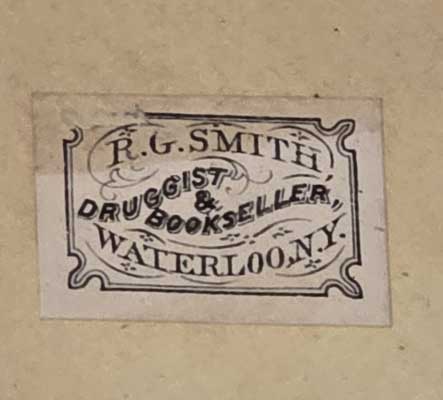 R.G. SMITH,
DRUGGIST
&
BOOKSELLER,
WATERLOO, N.Y.